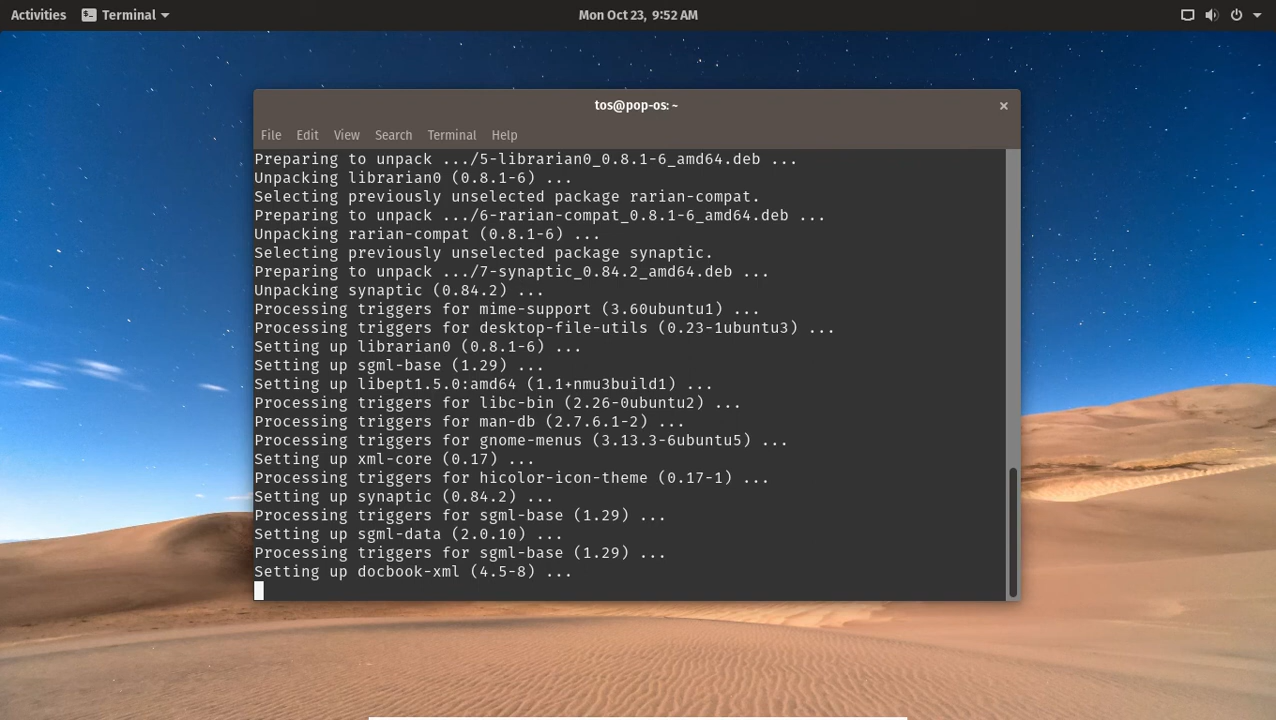 Activities Terminal Mon Oct 23, 9:52 AM
tos@pop-os: ~
File Edit View Search Terminal Help
Preparing to unpack .../5-librarian0_0.8.1-6_amd64.deb ...
Unpacking librarian0 (0.8.1-6) ...
Selecting previously unselected package rarian-compat.
Preparing to unpack .../6-rarian-compat_0.8.1-6_amd64.deb ...
Unpacking rarian-compat (0.8.1-6) ...
Selecting previously unselected package synaptic.
Preparing to unpack .../7-synaptic_0.84.2_amd64.deb ...
Unpacking synaptic (0.84.2) ...
Processing triggers for mime-support (3.60ubuntu1) ...
Processing triggers for desktop-file-utils (0.23-1ubuntu3) ...
Setting up librarian0 (0.8.1-6) ...
Setting up sgml-base (1.29) ...
Setting up libept1.5.0:amd64 (1.1+nmu3build1) ...
Processing triggers for libc-bin (2.26-0ubuntu2) ...
Processing triggers for man-db (2.7.6.1-2) ...
Processing triggers for gnome-menus (3.13.3-6ubuntu5) ...
Setting up xml-core (0.17) ...
Processing triggers for hicolor-icon-theme (0.17-1) ...
Setting up synaptic (0.84.2) ...
Processing triggers for sgml-base (1.29) ...
Setting up sgml-data (2.0.10) ...
Processing triggers for sgml-base (1.29) ...
Setting up docbook-xml (4.5-8) ...